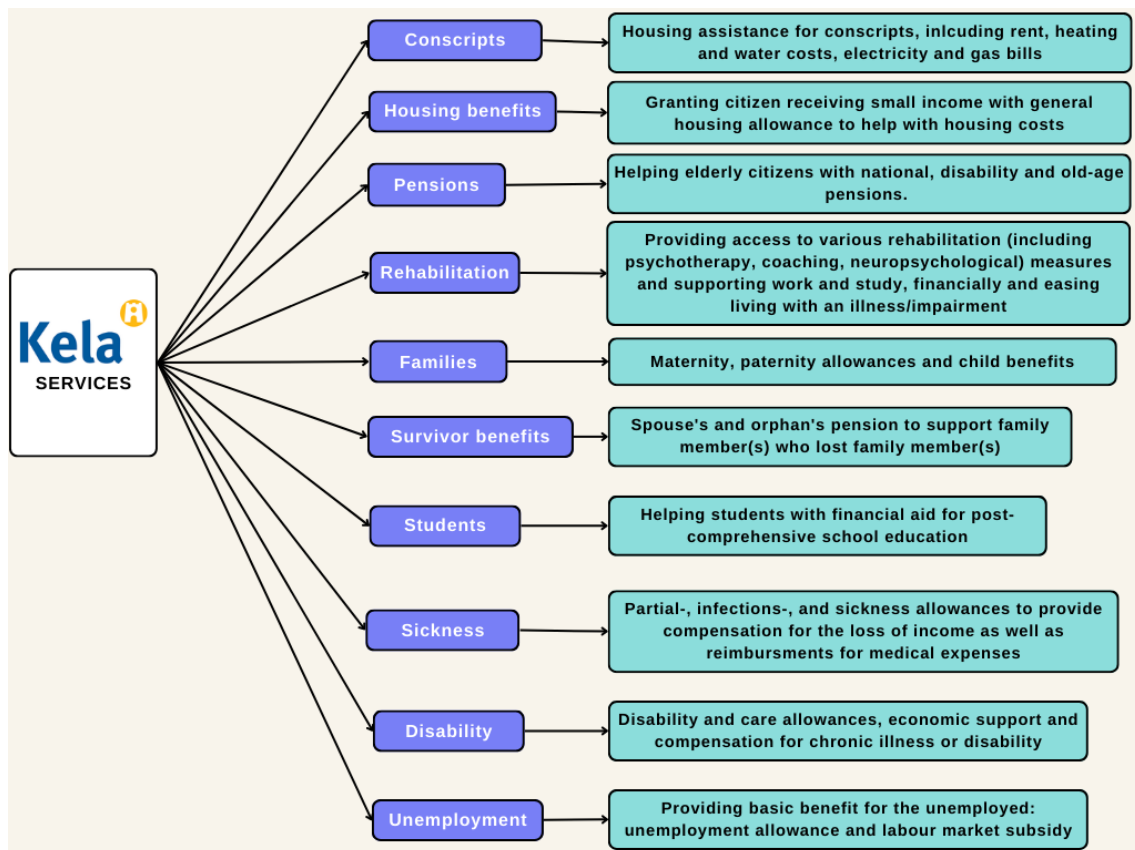 Conscripts
Housing assistance for conscripts, inlcuding rent, heating
and water costs, electricity and gas bills
Housing benefits
Granting citizen receiving small income with general
housing allowance to help with housing costs
Pensions
Helping elderly citizens with national, disability and old-age
pensions.
Rehabilitation
Providing access to various rehabilitation (including
psychotherapy, coaching, neuropsychological) measures
and supporting work and study, financially and easing
living with an illness/impairment
Kela
SERVICES
Families
Maternity, paternity allowances and child benefits
Survivor benefits
Spouse's and orphan's pension to support family
member(s) who lost family member(s)
Students
Helping students with financial aid for post-
comprehensive school education
Sickness
Partial-, infections-, and sickness allowances to provide
compensation for the loss of income as well as
reimbursments for medical expenses
Disability
Disability and care allowances, economic support and
compensation for chronic illness or disability
Unemployment
Providing basic benefit for the unemployed:
unemployment allowance and labour market subsidy